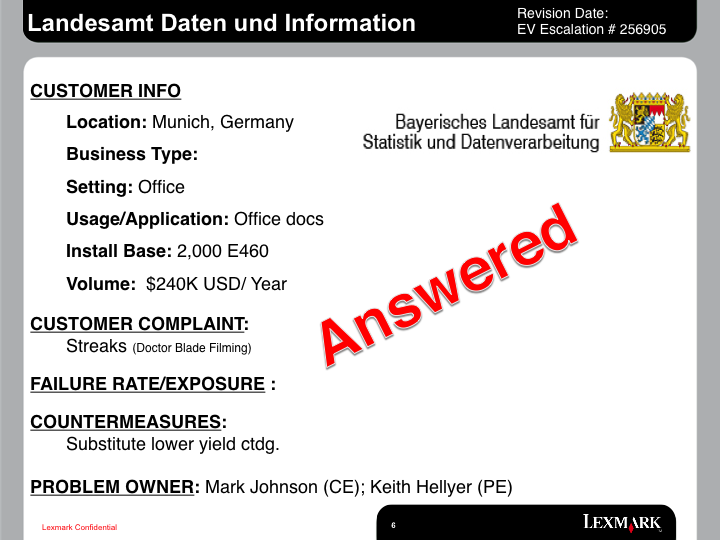 Landesamt Daten und Information
Revision Date:
EV Escalation # 256905
CUSTOMER INFO
Location: Munich, Germany
Bayerisches Landesamt für
Statistik und Datenverarbeitung
Business Type:
Setting: Office
Usage/Application: Office docs
Install Base: 2,000 E460
Volume: $240K USD/ Year
Answered
CUSTOMER COMPLAINT:
Streaks (Doctor Blade Filming)
FAILURE RATE/EXPOSURE :
COUNTERMEASURES:
Substitute lower yield ctdg.
PROBLEM OWNER: Mark Johnson (CE); Keith Hellyer (PE)
Lexmark Confidential
6
LEXMARK